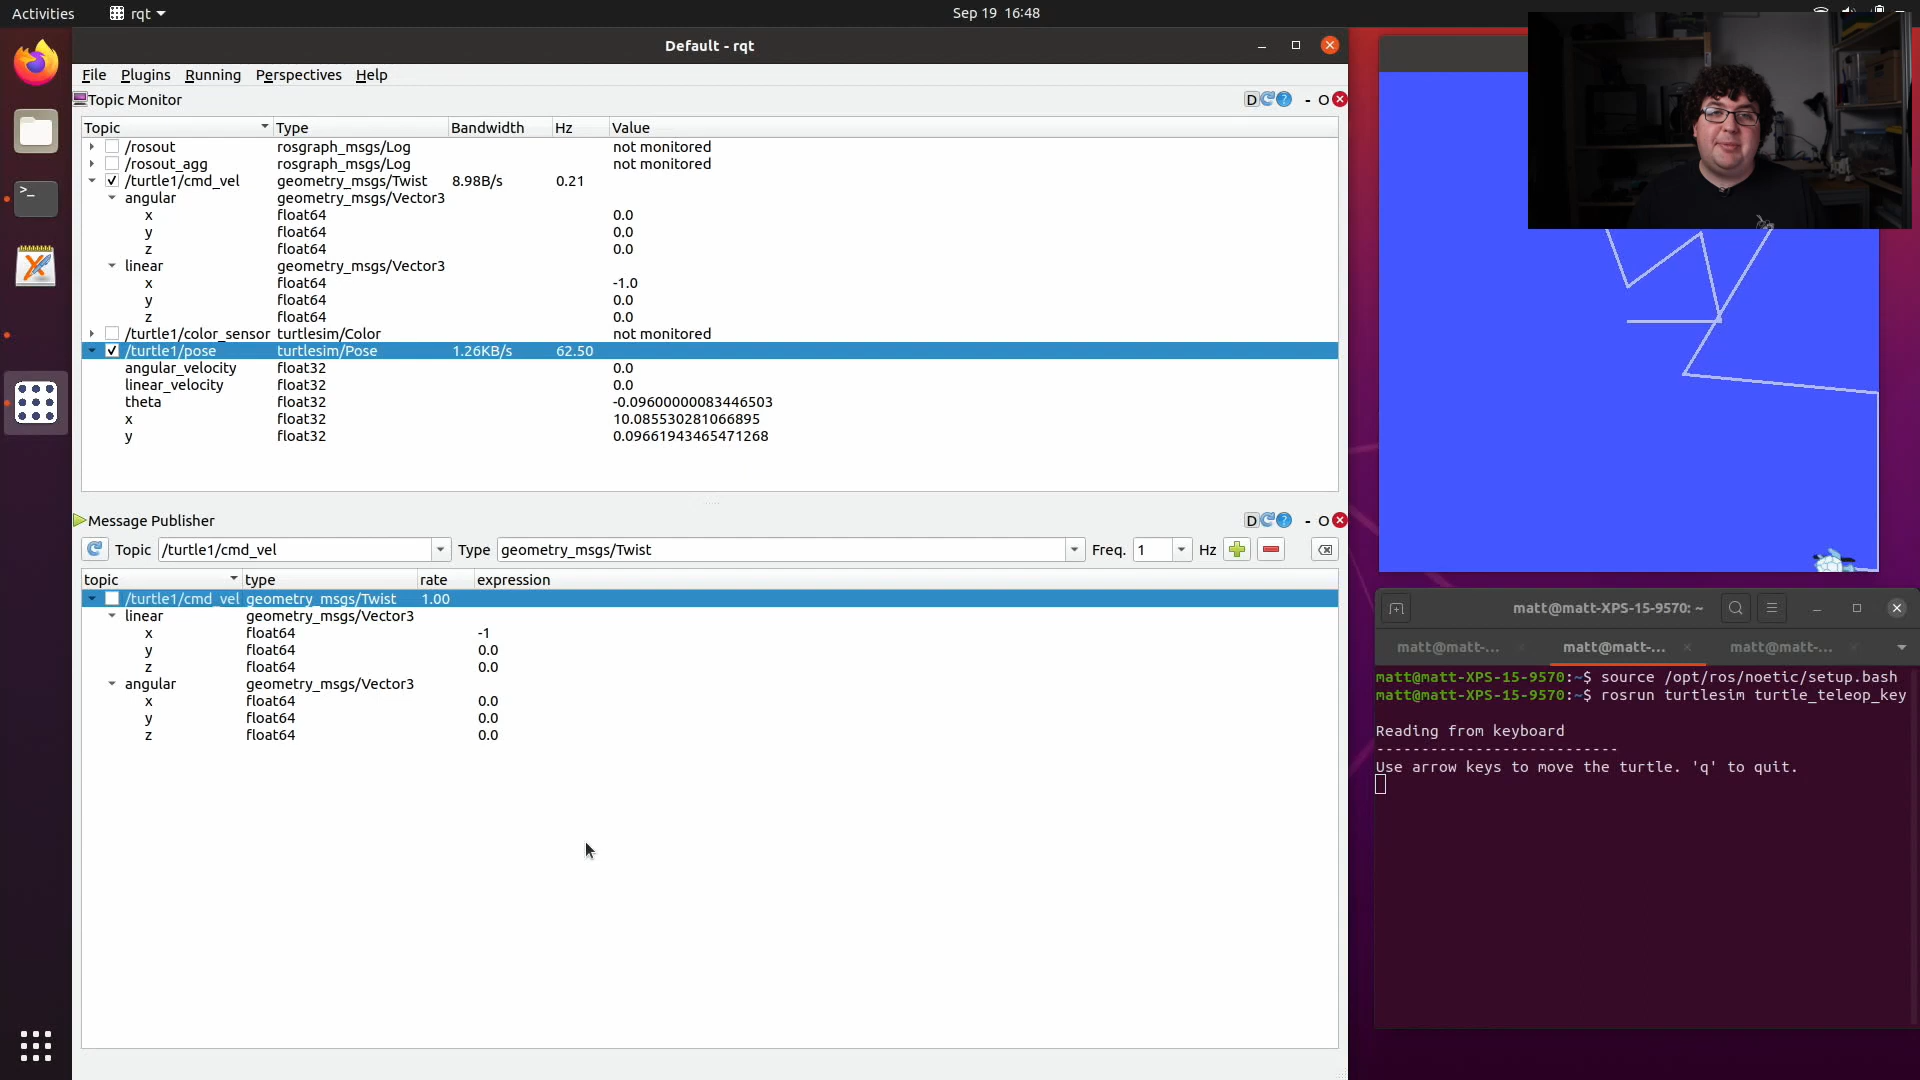 Activities
rqt
Sep 19 16:48
Default - rqt
File Plugins Running Perspectives Help
Topic Monitor
D ? - O
Topic Type Bandwidth Hz Value
/rosout rosgraph_msgs/Log not monitored
/rosout_agg rosgraph_msgs/Log not monitored
/turtle1/cmd_vel geometry_msgs/Twist 8.98B/s 0.21
angular geometry_msgs/Vector3
x float64 0.0
y float64 0.0
z float64 0.0
linear geometry_msgs/Vector3
x float64 -1.0
y float64 0.0
z float64 0.0
/turtle1/color_sensor turtlesim/Color not monitored
/turtle1/pose turtlesim/Pose 1.26KB/s 62.50
angular_velocity float32 0.0
linear_velocity float32 0.0
theta float32 -0.09600000083446503
x float32 10.085530281066895
y float32 0.09661943465471268
Message Publisher
D ? - O
Topic /turtle1/cmd_vel Type geometry_msgs/Twist Freq. 1 Hz
topic type rate expression
/turtle1/cmd_vel geometry_msgs/Twist 1.00
linear geometry_msgs/Vector3
x float64 -1
y float64 0.0
z float64 0.0
angular geometry_msgs/Vector3
x float64 0.0
y float64 0.0
z float64 0.0
matt@matt-XPS-15-9570: ~
matt@matt-... matt@matt-... matt@matt-...
matt@matt-XPS-15-9570:~$ source /opt/ros/noetic/setup.bash
matt@matt-XPS-15-9570:~$ rosrun turtlesim turtle_teleop_key
Reading from keyboard
---------------------------
Use arrow keys to move the turtle. 'q' to quit.